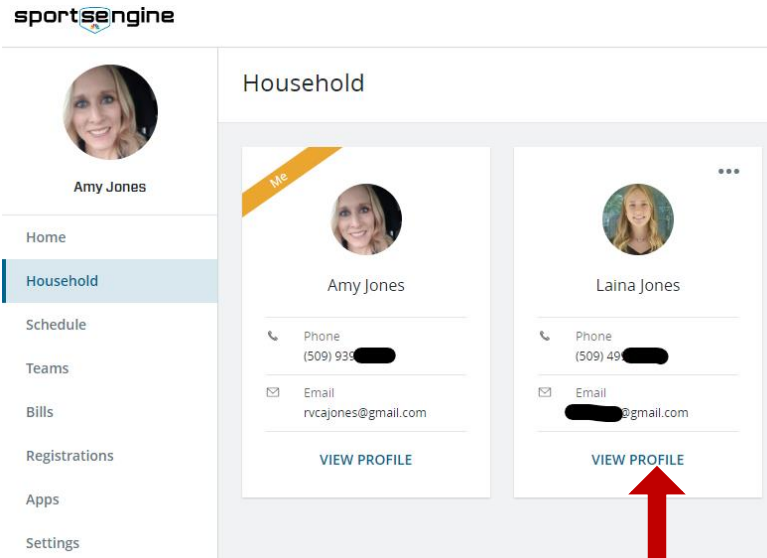 sportsengine
Household
Amy Jones
Home
Household
Schedule
Teams
Bills
Registrations
Apps
Settings
Me
Amy Jones
Phone
(509) 939
Email
rvcajones@gmail.com
VIEW PROFILE
Laina Jones
Phone
(509) 49
Email
@gmail.com
VIEW PROFILE